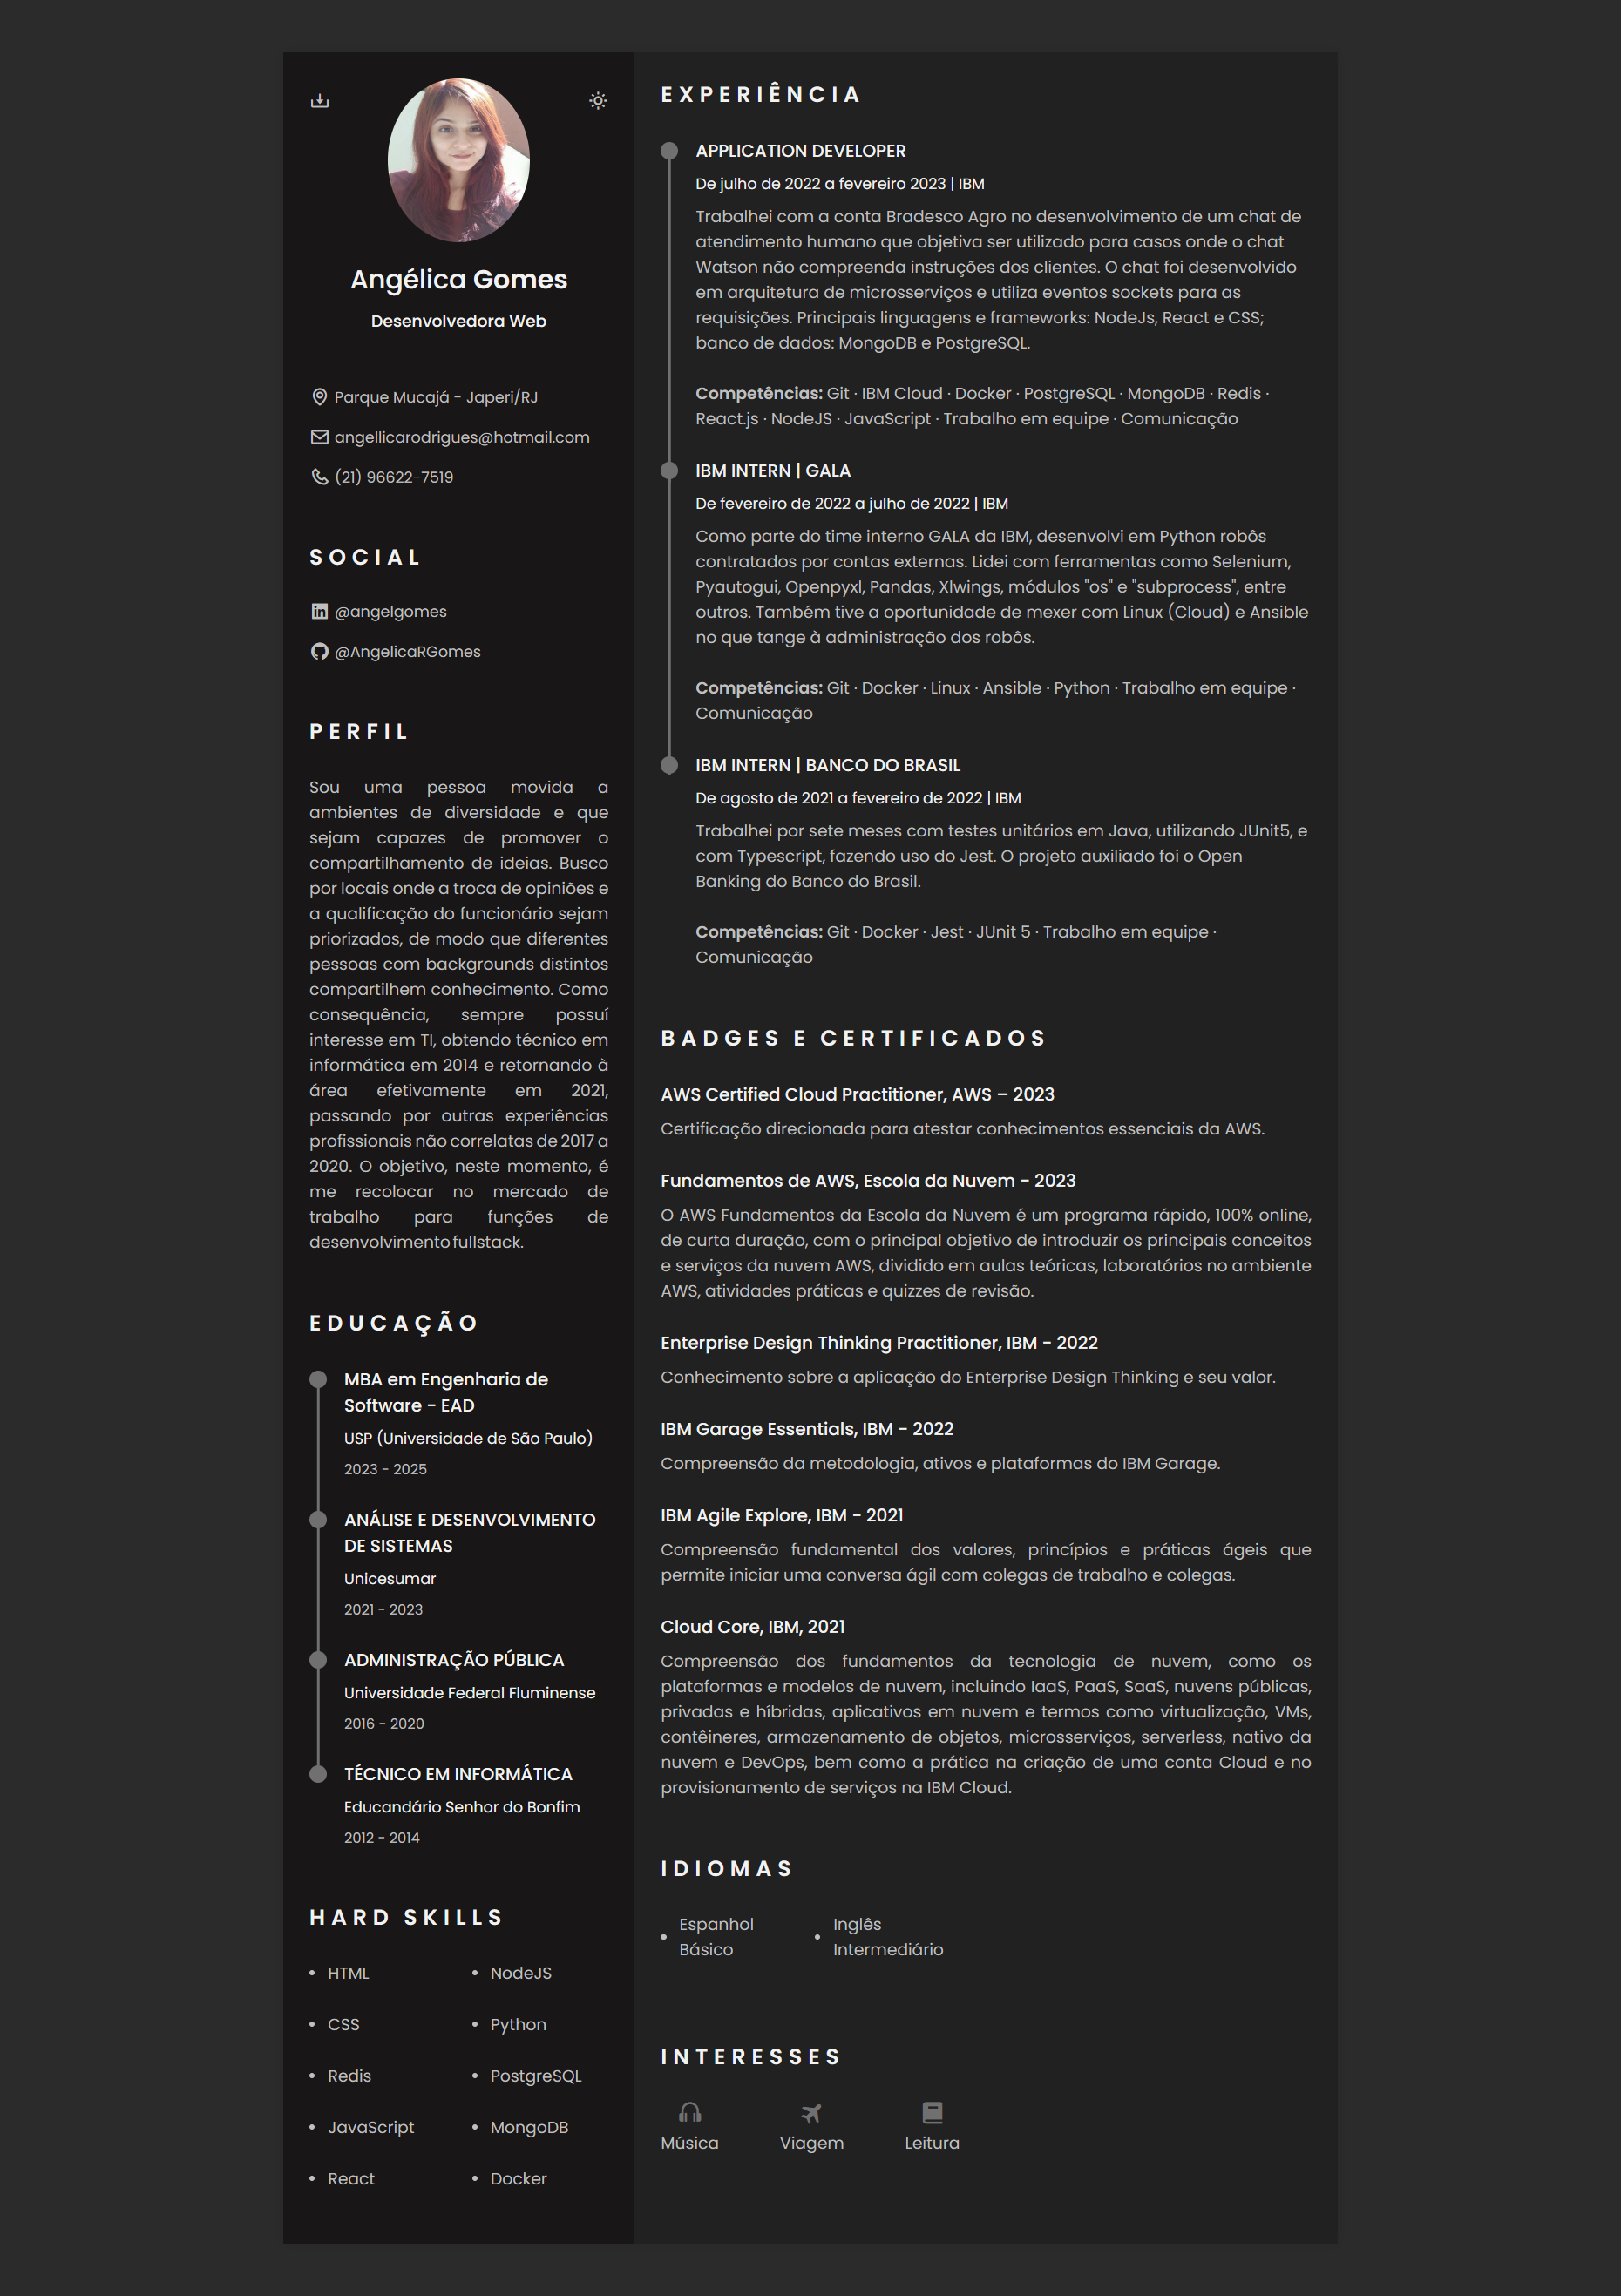 Angélica Gomes
Desenvolvedora Web
Parque Mucajá - Japeri/RJ
angellicarodrigues@hotmail.com
(21) 96622-7519
SOCIAL
@angelgomes
@AngelicaRGomes
PERFIL
Sou uma pessoa movida a
ambientes de diversidade e que
sejam capazes de promover o
compartilhamento de ideias. Busco
por locais onde a troca de opiniões e
a qualificação do funcionário sejam
priorizados, de modo que diferentes
pessoas com backgrounds distintos
compartilhem conhecimento. Como
consequência, sempre possuí
interesse em TI, obtendo técnico em
informática em 2014 e retornando à
área efetivamente em 2021,
passando por outras experiências
profissionais não correlatas de 2017 a
2020. O objetivo, neste momento, é
me recolocar no mercado de
trabalho para funções de
desenvolvimento fullstack.
EDUCAÇÃO
MBA em Engenharia de
Software - EAD
USP (Universidade de São Paulo)
2023 - 2025
ANÁLISE E DESENVOLVIMENTO
DE SISTEMAS
Unicesumar
2021 - 2023
ADMINISTRAÇÃO PÚBLICA
Universidade Federal Fluminense
2016 - 2020
TÉCNICO EM INFORMÁTICA
Educandário Senhor do Bonfim
2012 - 2014
HARD SKILLS
• HTML • NodeJS
• CSS • Python
• Redis • PostgreSQL
• JavaScript • MongoDB
• React • Docker
EXPERIÊNCIA
APPLICATION DEVELOPER
De julho de 2022 a fevereiro 2023 | IBM
Trabalhei com a conta Bradesco Agro no desenvolvimento de um chat de
atendimento humano que objetiva ser utilizado para casos onde o chat
Watson não compreenda instruções dos clientes. O chat foi desenvolvido
em arquitetura de microsserviços e utiliza eventos sockets para as
requisições. Principais linguagens e frameworks: NodeJs, React e CSS;
banco de dados: MongoDB e PostgreSQL.
Competências: Git · IBM Cloud · Docker · PostgreSQL · MongoDB · Redis ·
React.js · NodeJS · JavaScript · Trabalho em equipe · Comunicação
IBM INTERN | GALA
De fevereiro de 2022 a julho de 2022 | IBM
Como parte do time interno GALA da IBM, desenvolvi em Python robôs
contratados por contas externas. Lidei com ferramentas como Selenium,
Pyautogui, Openpyxl, Pandas, Xlwings, módulos "os" e "subprocess", entre
outros. Também tive a oportunidade de mexer com Linux (Cloud) e Ansible
no que tange à administração dos robôs.
Competências: Git · Docker · Linux · Ansible · Python · Trabalho em equipe ·
Comunicação
IBM INTERN | BANCO DO BRASIL
De agosto de 2021 a fevereiro de 2022 | IBM
Trabalhei por sete meses com testes unitários em Java, utilizando JUnit5, e
com Typescript, fazendo uso do Jest. O projeto auxiliado foi o Open
Banking do Banco do Brasil.
Competências: Git · Docker · Jest · JUnit 5 · Trabalho em equipe ·
Comunicação
BADGES E CERTIFICADOS
AWS Certified Cloud Practitioner, AWS – 2023
Certificação direcionada para atestar conhecimentos essenciais da AWS.
Fundamentos de AWS, Escola da Nuvem - 2023
O AWS Fundamentos da Escola da Nuvem é um programa rápido, 100% online,
de curta duração, com o principal objetivo de introduzir os principais conceitos
e serviços da nuvem AWS, dividido em aulas teóricas, laboratórios no ambiente
AWS, atividades práticas e quizzes de revisão.
Enterprise Design Thinking Practitioner, IBM - 2022
Conhecimento sobre a aplicação do Enterprise Design Thinking e seu valor.
IBM Garage Essentials, IBM - 2022
Compreensão da metodologia, ativos e plataformas do IBM Garage.
IBM Agile Explore, IBM - 2021
Compreensão fundamental dos valores, princípios e práticas ágeis que
permite iniciar uma conversa ágil com colegas de trabalho e colegas.
Cloud Core, IBM, 2021
Compreensão dos fundamentos da tecnologia de nuvem, como os
plataformas e modelos de nuvem, incluindo IaaS, PaaS, SaaS, nuvens públicas,
privadas e híbridas, aplicativos em nuvem e termos como virtualização, VMs,
contêineres, armazenamento de objetos, microsserviços, serverless, nativo da
nuvem e DevOps, bem como a prática na criação de uma conta Cloud e no
provisionamento de serviços na IBM Cloud.
IDIOMAS
• Espanhol
Básico
• Inglês
Intermediário
INTERESSES
Música Viagem Leitura